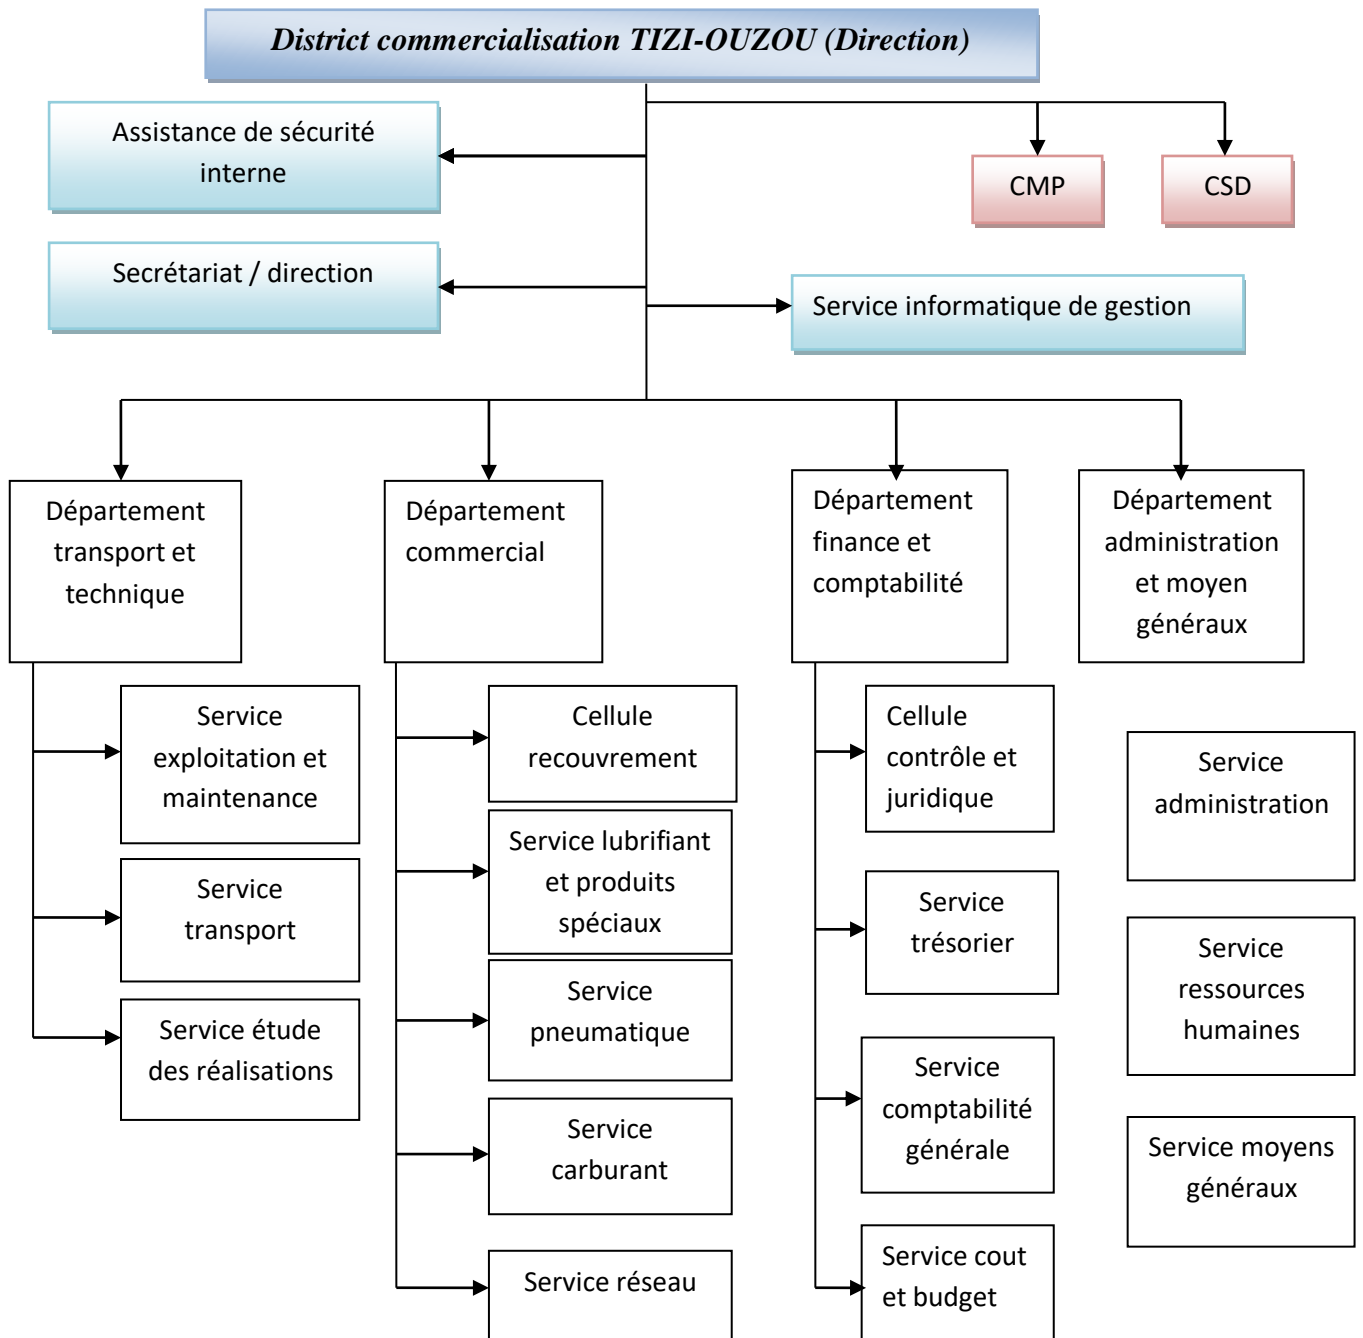 District commercialisation TIZI-OUZOU (Direction)
Assistance de sécurité
interne
CMP
CSD
Secrétariat / direction
Service informatique de gestion
Département
transport et
technique
Département
commercial
Département
finance et
comptabilité
Département
administration
et moyen
généraux
Service
exploitation et
maintenance
Service
transport
Service étude
des réalisations
Cellule
recouvrement
Service lubrifiant
et produits
spéciaux
Service
pneumatique
Service
carburant
Service réseau
Cellule
contrôle et
juridique
Service
trésorier
Service
comptabilité
générale
Service cout
et budget
Service
administration
Service
ressources
humaines
Service moyens
généraux